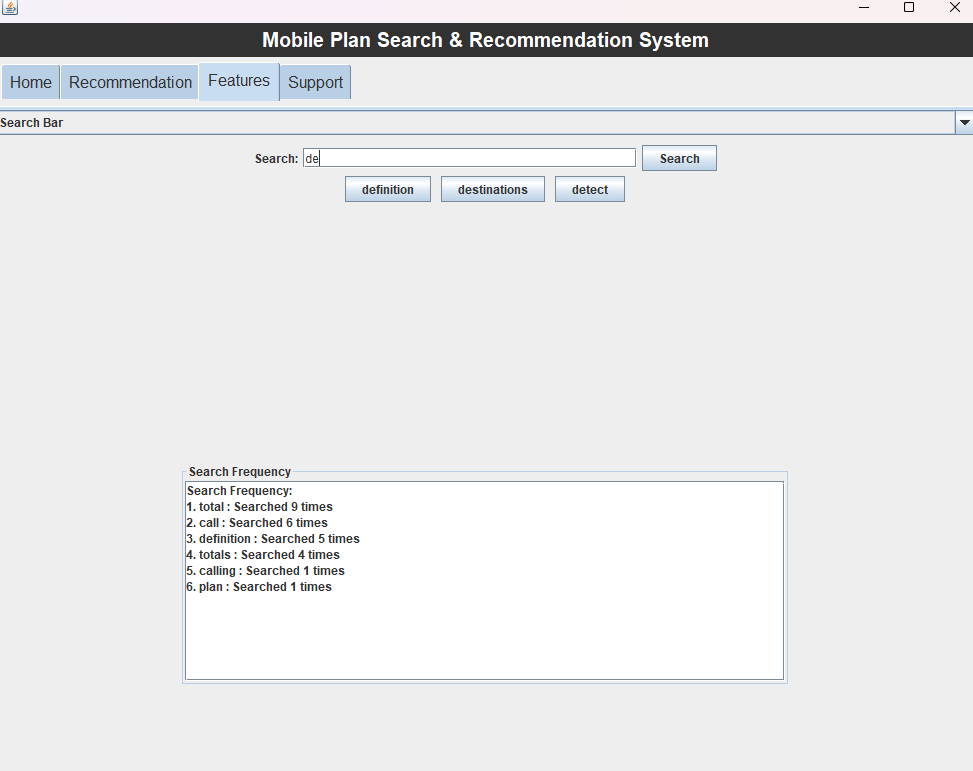 Mobile Plan Search & Recommendation System
Home Recommendation Features Support
Search Bar
Search: de Search
definition destinations detect
Search Frequency
Search Frequency:
1. total : Searched 9 times
2. call : Searched 6 times
3. definition : Searched 5 times
4. totals : Searched 4 times
5. calling : Searched 1 times
6. plan : Searched 1 times